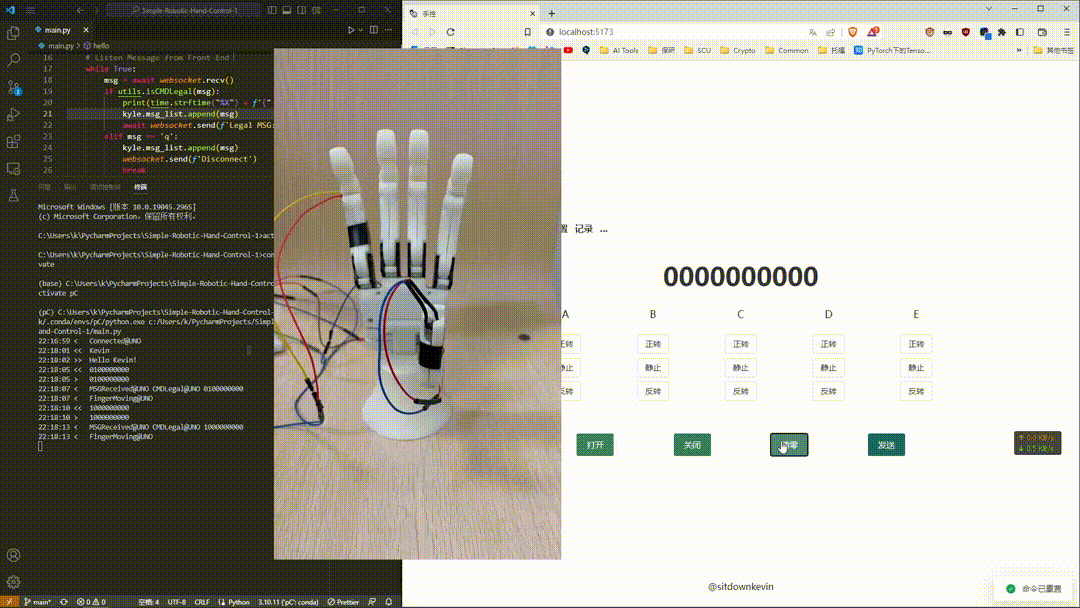 Simple-Robotic-Hand-Control-1
main.py
main.py > hello
16 # Listen Message from Front-End
17 while True:
18 msg = await websocket.recv()
19 if utils.isCMDLegal(msg):
20 print(time.strftime("%X") + f'{"
21 kyle.msg_list.append(msg)
22 await websocket.send(f'Legal MSG:
23 elif msg == 'q':
24 kyle.msg_list.append(msg)
25 websocket.send(f'Disconnect')
26 break
问题 输出 调试控制台 终端
Microsoft Windows [版本 10.0.19045.2965]
(c) Microsoft Corporation。保留所有权利。
C:\Users\k\PycharmProjects\Simple-Robotic-Hand-Control-1>act
C:\Users\k\PycharmProjects\Simple-Robotic-Hand-Control-1>con
vate
(base) C:\Users\k\PycharmProjects\Simple-Robotic-Hand-Contro
ctivate pC
(pC) C:\Users\k\PycharmProjects\Simple-Robotic-Hand-Control-
k/.conda/envs/pC/python.exe c:/Users/k/PycharmProjects/Simpl
and-Control-1/main.py
22:16:59 < Connected@UNO
22:18:01 << Kevin
22:18:02 >> Hello Kevin!
22:18:05 << 0100000000
22:18:05 > 0100000000
22:18:07 < MSGReceived@UNO CMDLegal@UNO 0100000000
22:18:07 < FingerMoving@UNO
22:18:10 << 1000000000
22:18:10 > 1000000000
22:18:13 < MSGReceived@UNO CMDLegal@UNO 1000000000
22:18:13 < FingerMoving@UNO
main* 0 0 空格: 4 UTF-8 CRLF Python 3.10.11 ('pC': conda) Prettier
手控
localhost:5173
AI Tools 保研 SCU Crypto Common 托福 PyTorch下的Tenso... 其他书签
置 记录 ...
0000000000
A B C D E
正转 正转 正转 正转 正转
静止 静止 静止 静止
反转 反转 反转 反转 反转
打开 关闭 零 发送
0.0 KB/s
0.5 KB/s
@sitdownkevin
命令已重置